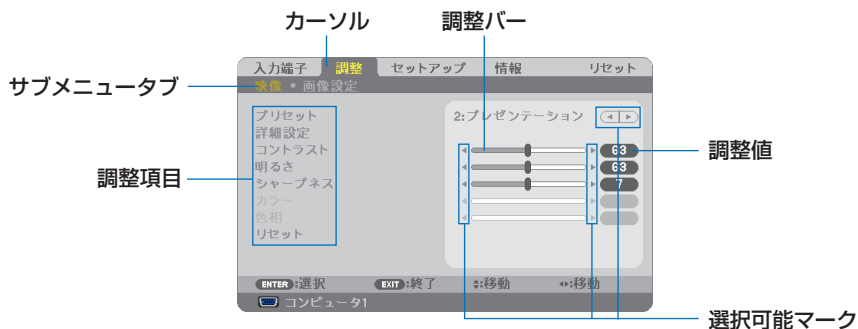 カーソル 調整バー
入力端子 調整 セットアップ 情報 リセット
サブメニュータブ
映像 • 画像設定
プリセット 2:プレゼンテーション
詳細設定
コントラスト 63
調整値
明るさ 63
調整項目
シャープネス 7
カラー
色相
リセット
ENTER:選択 EXIT:終了 :移動 :移動
コンピュータ1
選択可能マーク